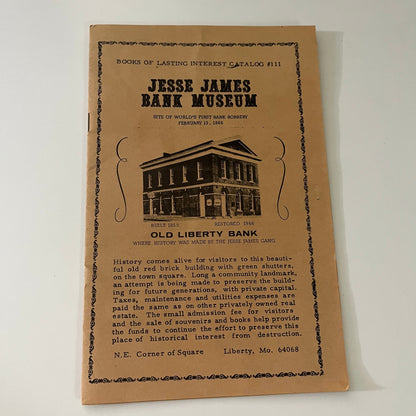 BOOKS OF LASTING INTEREST CATALOG #111
JESSE JAMES
BANK MUSEUM
SITE OF WORLD'S FIRST BANK ROBBERY
FEBRUARY 13, 1866
BUILT 1858 RESTORED 1966
OLD LIBERTY BANK
WHERE HISTORY WAS MADE BY THE JESSE JAMES GANG
History comes alive for visitors to this beauti-
ful old red brick building with green shutters,
on the town square. Long a community landmark,
an attempt is being made to preserve the build-
ing for future generations, with private capital.
Taxes, maintenance and utilities expenses are
paid the same as on other privately owned real
estate. The small admission fee for visitors
and the sale of souvenirs and books help provide
the funds to continue the effort to preserve this
place of historical interest from destruction.
N.E. Corner of Square Liberty, Mo. 64068